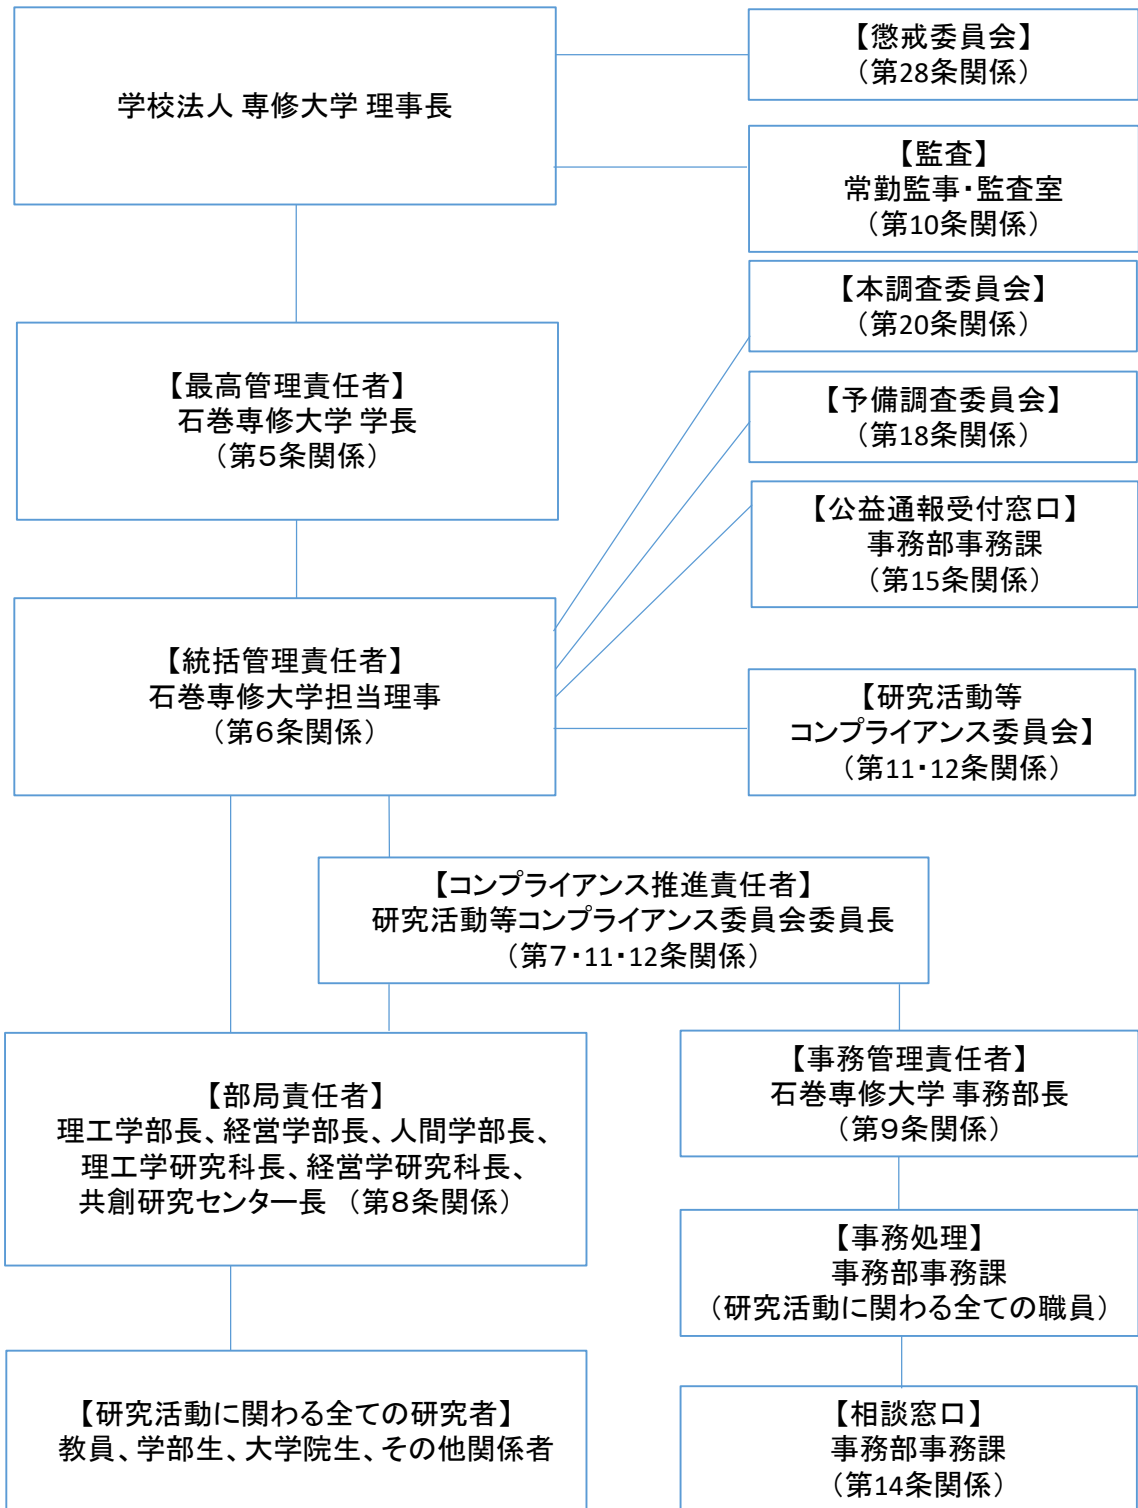 学校法人 専修大学 理事長
【懲戒委員会】
（第28条関係）
【監査】
常勤監事・監査室
（第10条関係）
【本調査委員会】
（第20条関係）
【最高管理責任者】
石巻専修大学 学長
（第５条関係）
【予備調査委員会】
（第18条関係）
【公益通報受付窓口】
事務部事務課
（第15条関係）
【統括管理責任者】
石巻専修大学担当理事
（第６条関係）
【研究活動等
コンプライアンス委員会】
（第11・12条関係）
【コンプライアンス推進責任者】
研究活動等コンプライアンス委員会委員長
（第７・11・12条関係）
【部局責任者】
理工学部長、経営学部長、人間学部長、
理工学研究科長、経営学研究科長、
共創研究センター長 （第８条関係）
【事務管理責任者】
石巻専修大学 事務部長
（第９条関係）
【事務処理】
事務部事務課
（研究活動に関わる全ての職員）
【研究活動に関わる全ての研究者】
教員、学部生、大学院生、その他関係者
【相談窓口】
事務部事務課
（第14条関係）